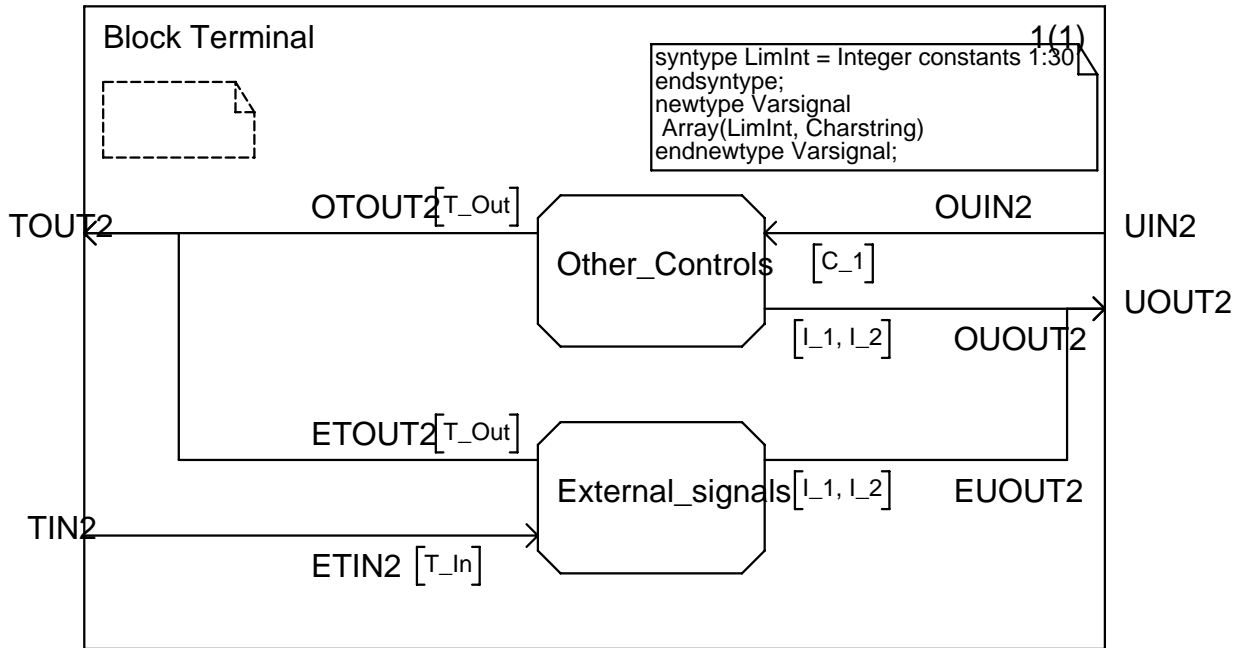 Block Terminal
1(1)
syntype LimInt = Integer constants 1:30
endsyntype;
newtype Varsignal
Array(LimInt, Charstring)
endnewtype Varsignal;
OTOUT2 [T_Out]
OUIN2
TOUT2
UIN2
Other_Controls
[C_1]
UOUT2
[I_1, I_2]
OUOUT2
ETOUT2 [T_Out]
External_signals [I_1, I_2]
EUOUT2
TIN2
ETIN2 [T_In]